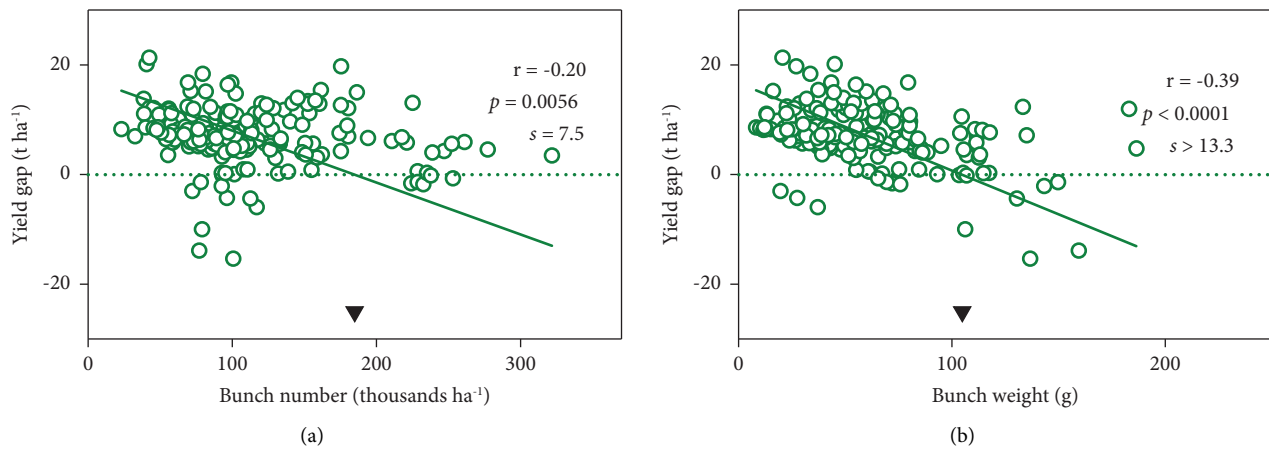 Yield gap (t ha⁻¹)
20
0
-20
r = -0.20
p = 0.0056
s = 7.5
0
100
200
300
Bunch number (thousands ha⁻¹)
(a)
Yield gap (t ha⁻¹)
20
0
-20
r = -0.39
p < 0.0001
s > 13.3
0
100
200
Bunch weight (g)
(b)